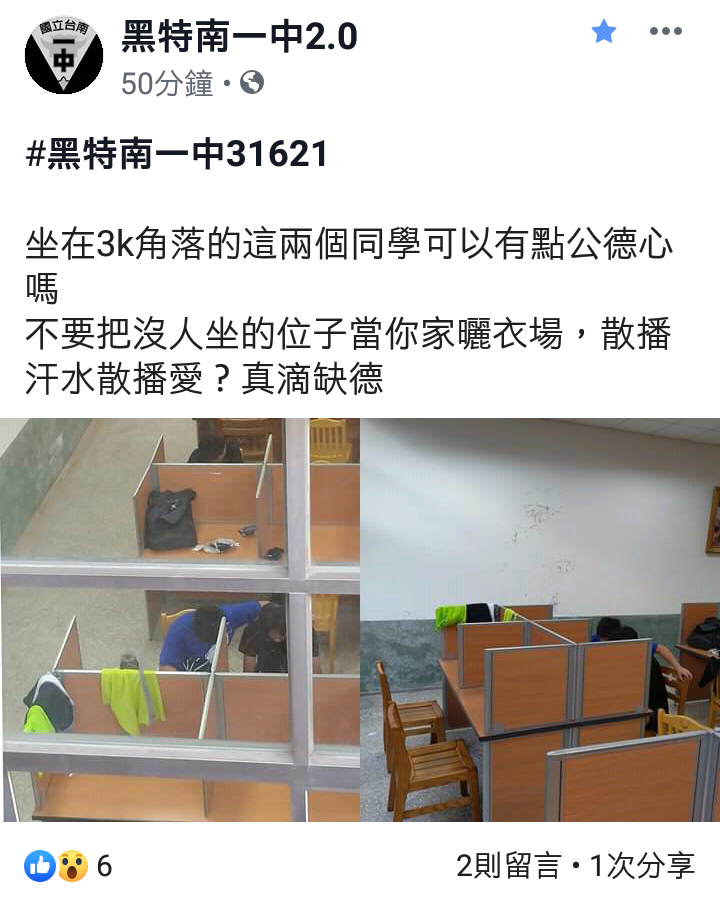 國立台南
一中
黑特南一中2.0
50分鐘 •
#黑特南一中31621
坐在3k角落的這兩個同學可以有點公德心
嗎
不要把沒人坐的位子當你家曬衣場，散播
汗水散播愛？真滴缺德
6
2則留言 • 1次分享